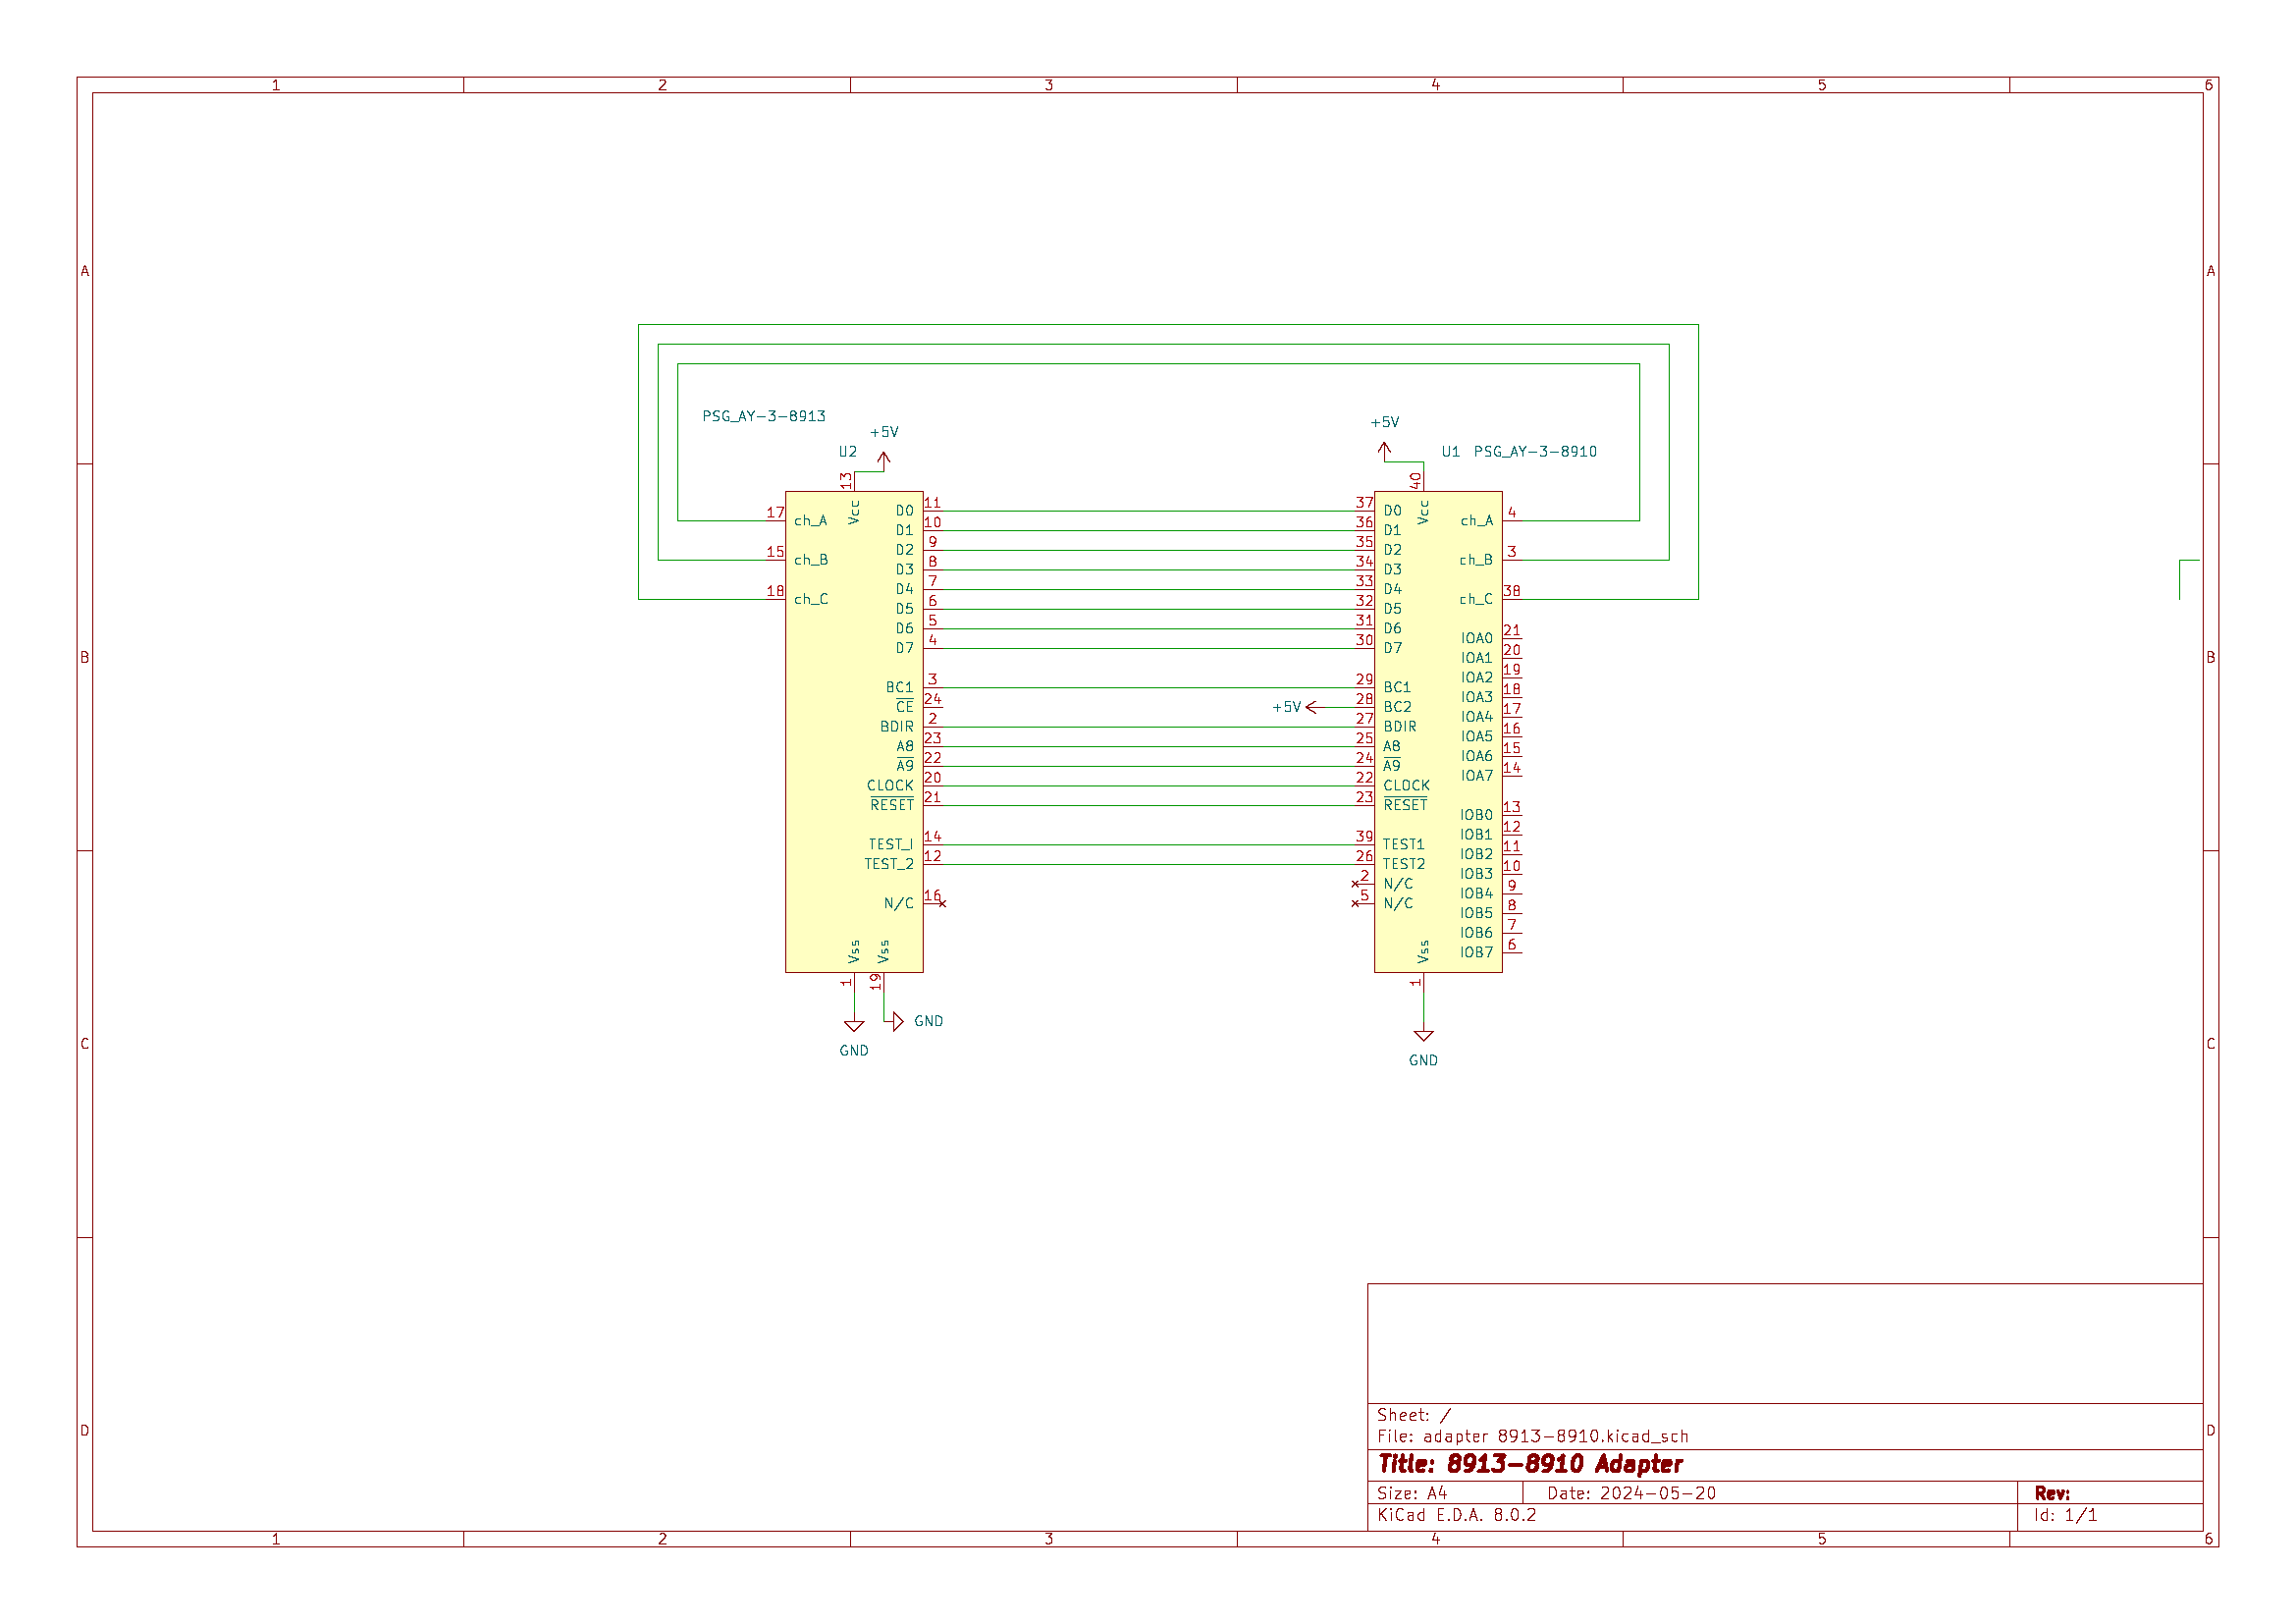 1 2 3 4 5 6
A A
B B
C C
D D
1 2 3 4 5 6
PSG_AY-3-8913
+5V
U2
13
Vcc
17 ch_A
15 ch_B
18 ch_C
D0 11
D1 10
D2 9
D3 8
D4 7
D5 6
D6 5
D7 4
BC1 3
CE 24
BDIR 2
A8 23
A9 22
CLOCK 20
RESET 21
TEST_I 14
TEST_2 12
N/C 16
Vss Vss
1 19
GND
GND
+5V
U1 PSG_AY-3-8910
40
Vcc
37 D0
36 D1
35 D2
34 D3
33 D4
32 D5
31 D6
30 D7
29 BC1
+5V 28 BC2
27 BDIR
25 A8
24 A9
22 CLOCK
23 RESET
39 TEST1
26 TEST2
2 N/C
5 N/C
ch_A 4
ch_B 3
ch_C 38
IOA0 21
IOA1 20
IOA2 19
IOA3 18
IOA4 17
IOA5 16
IOA6 15
IOA7 14
IOB0 13
IOB1 12
IOB2 11
IOB3 10
IOB4 9
IOB5 8
IOB6 7
IOB7 6
Vss
1
GND
Sheet: /
File: adapter 8913-8910.kicad_sch
Title: 8913-8910 Adapter
Size: A4 Date: 2024-05-20 Rev:
KiCad E.D.A. 8.0.2 Id: 1/1